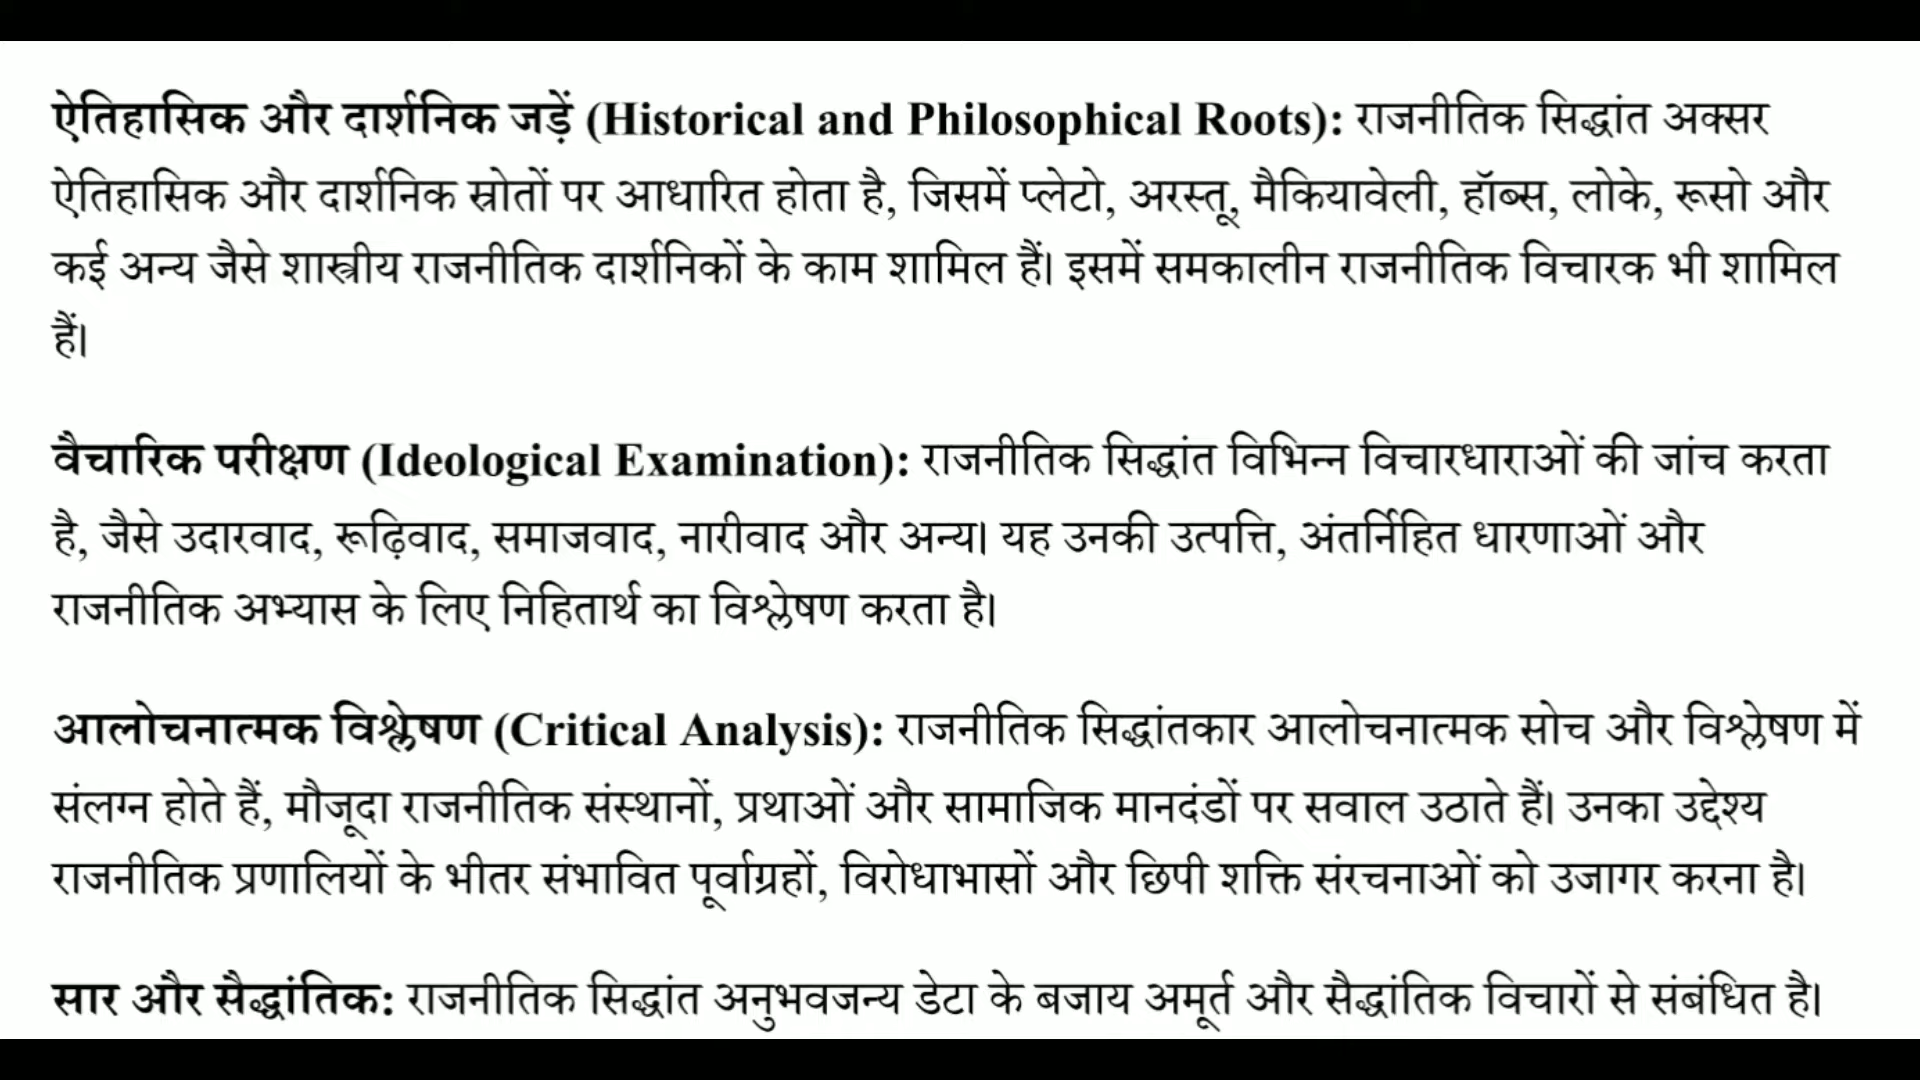 ऐतिहासिक और दार्शनिक जड़ें (Historical and Philosophical Roots): राजनीतिक सिद्धांत अक्सर
ऐतिहासिक और दार्शनिक स्रोतों पर आधारित होता है, जिसमें प्लेटो, अरस्तू, मैकियावेली, हॉब्स, लोके, रूसो और
कई अन्य जैसे शास्त्रीय राजनीतिक दार्शनिकों के काम शामिल हैं। इसमें समकालीन राजनीतिक विचारक भी शामिल
हैं।
वैचारिक परीक्षण (Ideological Examination): राजनीतिक सिद्धांत विभिन्न विचारधाराओं की जांच करता
है, जैसे उदारवाद, रूढ़िवाद, समाजवाद, नारीवाद और अन्य। यह उनकी उत्पत्ति, अंतर्निहित धारणाओं और
राजनीतिक अभ्यास के लिए निहितार्थ का विश्लेषण करता है।
आलोचनात्मक विश्लेषण (Critical Analysis): राजनीतिक सिद्धांतकार आलोचनात्मक सोच और विश्लेषण में
संलग्न होते हैं, मौजूदा राजनीतिक संस्थानों, प्रथाओं और सामाजिक मानदंडों पर सवाल उठाते हैं। उनका उद्देश्य
राजनीतिक प्रणालियों के भीतर संभावित पूर्वाग्रहों, विरोधाभासों और छिपी शक्ति संरचनाओं को उजागर करना है।
सार और सैद्धांतिक: राजनीतिक सिद्धांत अनुभवजन्य डेटा के बजाय अमूर्त और सैद्धांतिक विचारों से संबंधित है।